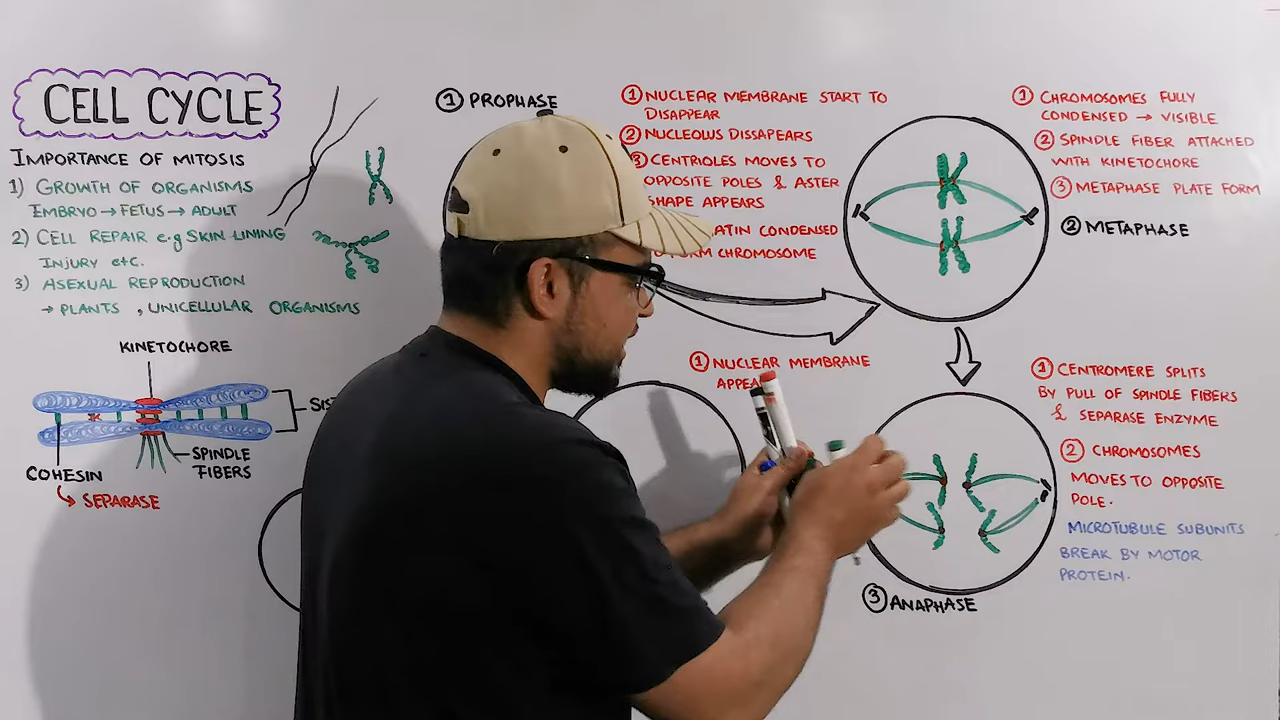 CELL CYCLE
IMPORTANCE OF MITOSIS
1) GROWTH OF ORGANISMS
EMBRYO → FETUS → ADULT
2) CELL REPAIR e.g SKIN LINING
INJURY etc.
3) ASEXUAL REPRODUCTION
→ PLANTS , UNICELLULAR ORGANISMS
KINETOCHORE
SPINDLE
FIBERS
COHESIN
↳ SEPARASE
① PROPHASE
① NUCLEAR MEMBRANE START TO
DISAPPEAR
② NUCLEOLUS DISSAPEARS
③ CENTRIOLES MOVES TO
OPPOSITE POLES & ASTER
SHAPE APPEARS
CONDENSED
CHROMOSOME
① CHROMOSOMES FULLY
CONDENSED → VISIBLE
② SPINDLE FIBER ATTACHED
WITH KINETOCHORE
③ METAPHASE PLATE FORM
② METAPHASE
① NUCLEAR MEMBRANE
① CENTROMERE SPLITS
BY PULL OF SPINDLE FIBERS
& SEPARASE ENZYME
② CHROMOSOMES
MOVES TO OPPOSITE
POLE.
MICROTUBULE SUBUNITS
BREAK BY MOTOR
PROTEIN.
③ ANAPHASE